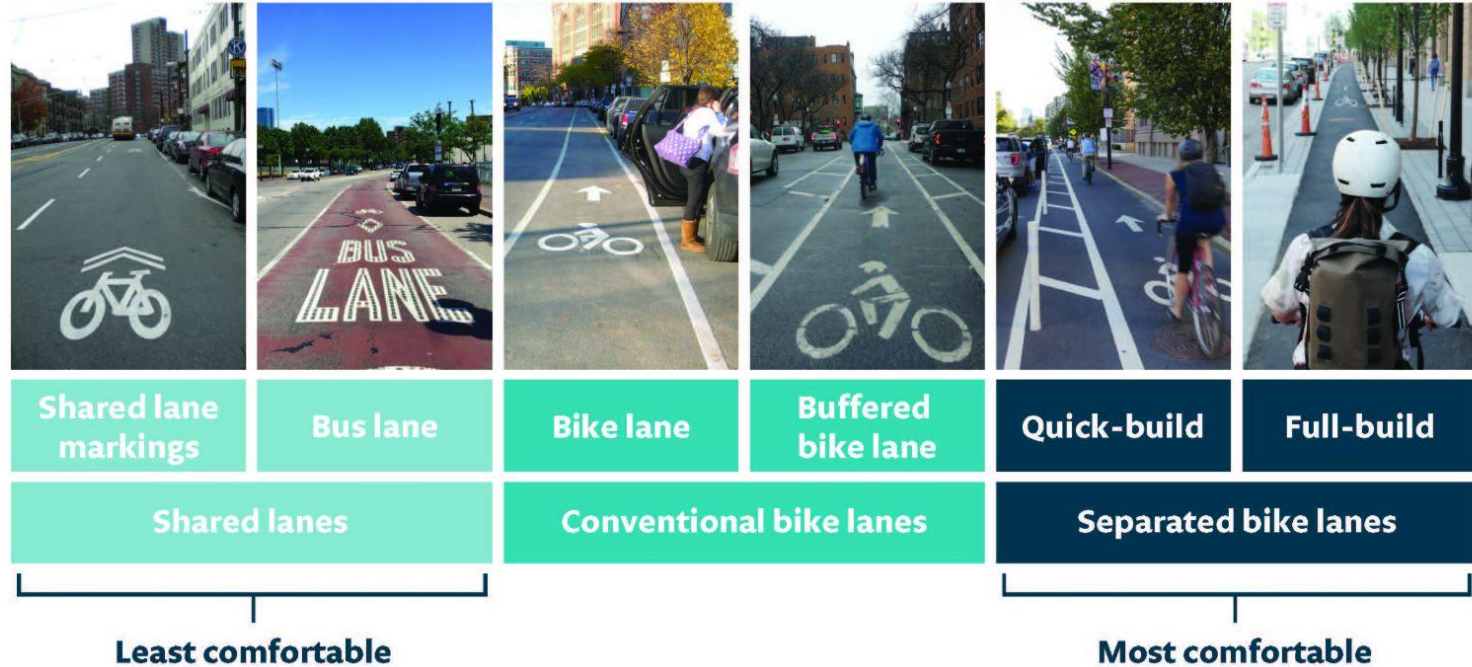 BUS
LANE
Shared lane
markings
Bus lane
Bike lane
Buffered
bike lane
Quick-build
Full-build
Shared lanes
Conventional bike lanes
Separated bike lanes
Least comfortable
Most comfortable